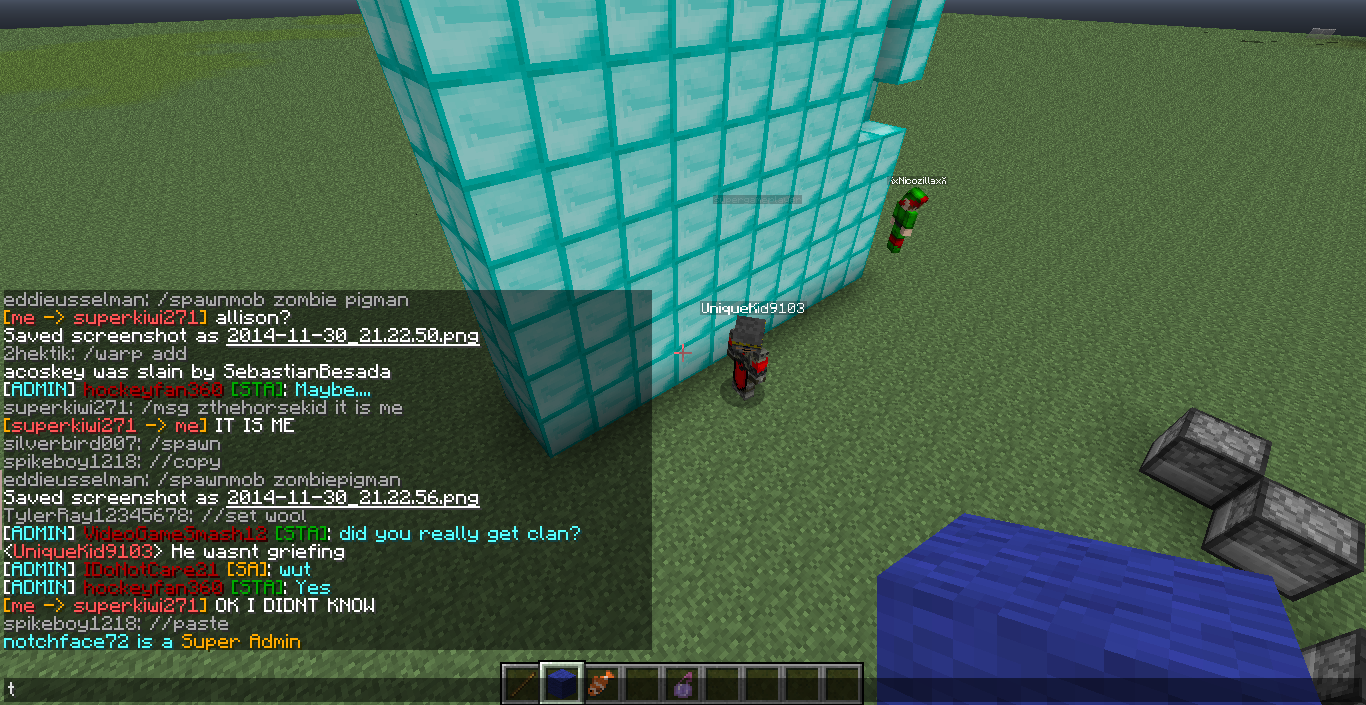 xNicozillaxX
UniqueKid9103
eddieusselman: /spawnmob zombie pigman
[me -> superkiwi271] allison?
Saved screenshot as 2014-11-30_21.22.50.png
2hektik: /warp add
acoskey was slain by SebastianBesada
[ADMIN] hockeyfan360 [STA]: Maybe....
superkiwi271: /msg zthehorsekid it is me
[superkiwi271 -> me] IT IS ME
silverbird007: /spawn
spikeboy1218: //copy
eddieusselman: /spawnmob zombiepigman
Saved screenshot as 2014-11-30_21.22.56.png
TylerRay12345678: //set wool
[ADMIN] VideoGameSmash12 [STA]: did you really get clan?
<UniqueKid9103> He wasnt griefing
[ADMIN] IDoNotCare21 [SA]: wut
[ADMIN] hockeyfan360 [STA]: Yes
[me -> superkiwi271] OK I DIDNT KNOW
spikeboy1218: //paste
notchface72 is a Super Admin
t